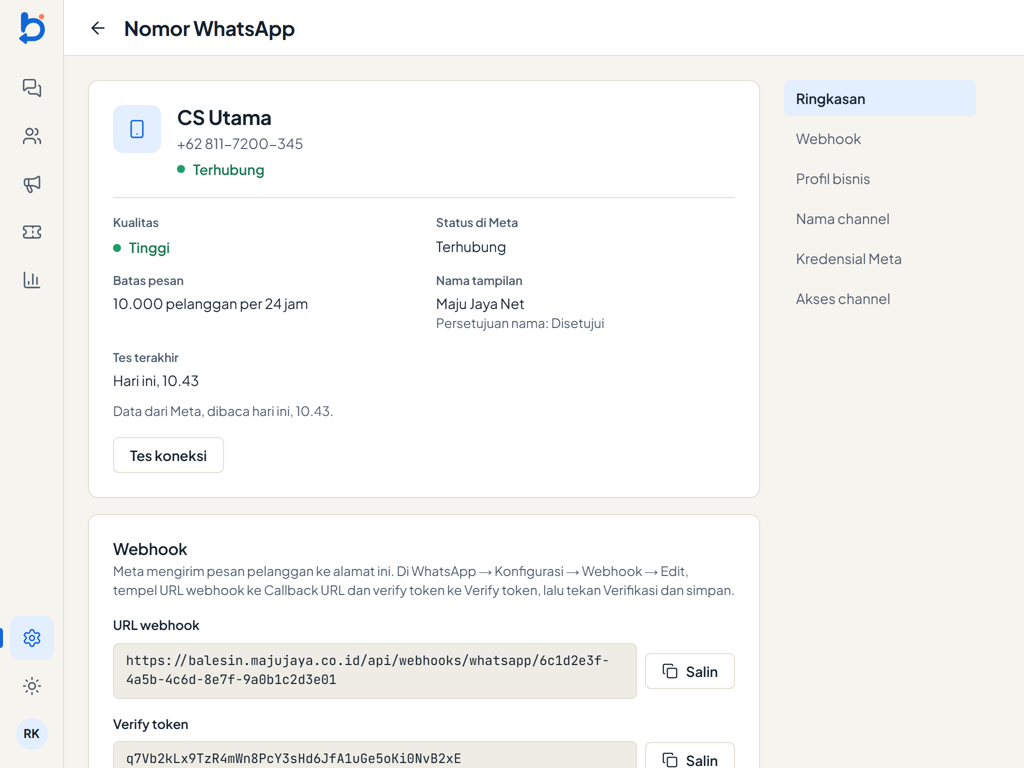 Nomor WhatsApp
CS Utama
+62 811-7200-345
Terhubung
Kualitas
Tinggi
Status di Meta
Terhubung
Batas pesan
10.000 pelanggan per 24 jam
Nama tampilan
Maju Jaya Net
Persetujuan nama: Disetujui
Tes terakhir
Hari ini, 10.43
Data dari Meta, dibaca hari ini, 10.43.
Tes koneksi
Webhook
Meta mengirim pesan pelanggan ke alamat ini. Di WhatsApp → Konfigurasi → Webhook → Edit,
tempel URL webhook ke Callback URL dan verify token ke Verify token, lalu tekan Verifikasi dan simpan.
URL webhook
https://balesin.majujaya.co.id/api/webhooks/whatsapp/6c1d2e3f-
4a5b-4c6d-8e7f-9a0b1c2d3e01
Salin
Verify token
q7Vb2kLx9TzR4mWn8PcY3sHd6JfA1uGe5oKi0NvB2xE
Salin
Ringkasan
Webhook
Profil bisnis
Nama channel
Kredensial Meta
Akses channel
RK